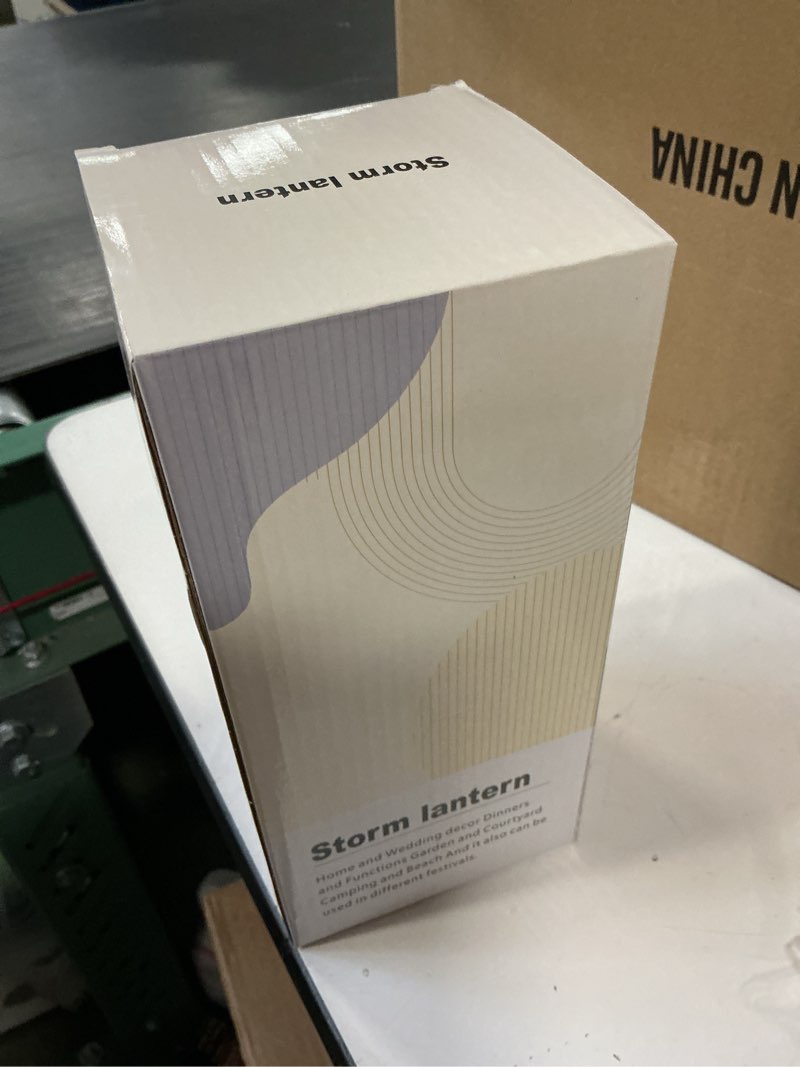 Storm lantern
N CHINA
Storm lantern
Home and Wedding decor Dinners
and Functions Garden and Courtyard
Camping and Beach And it also can be
used in different festivals.